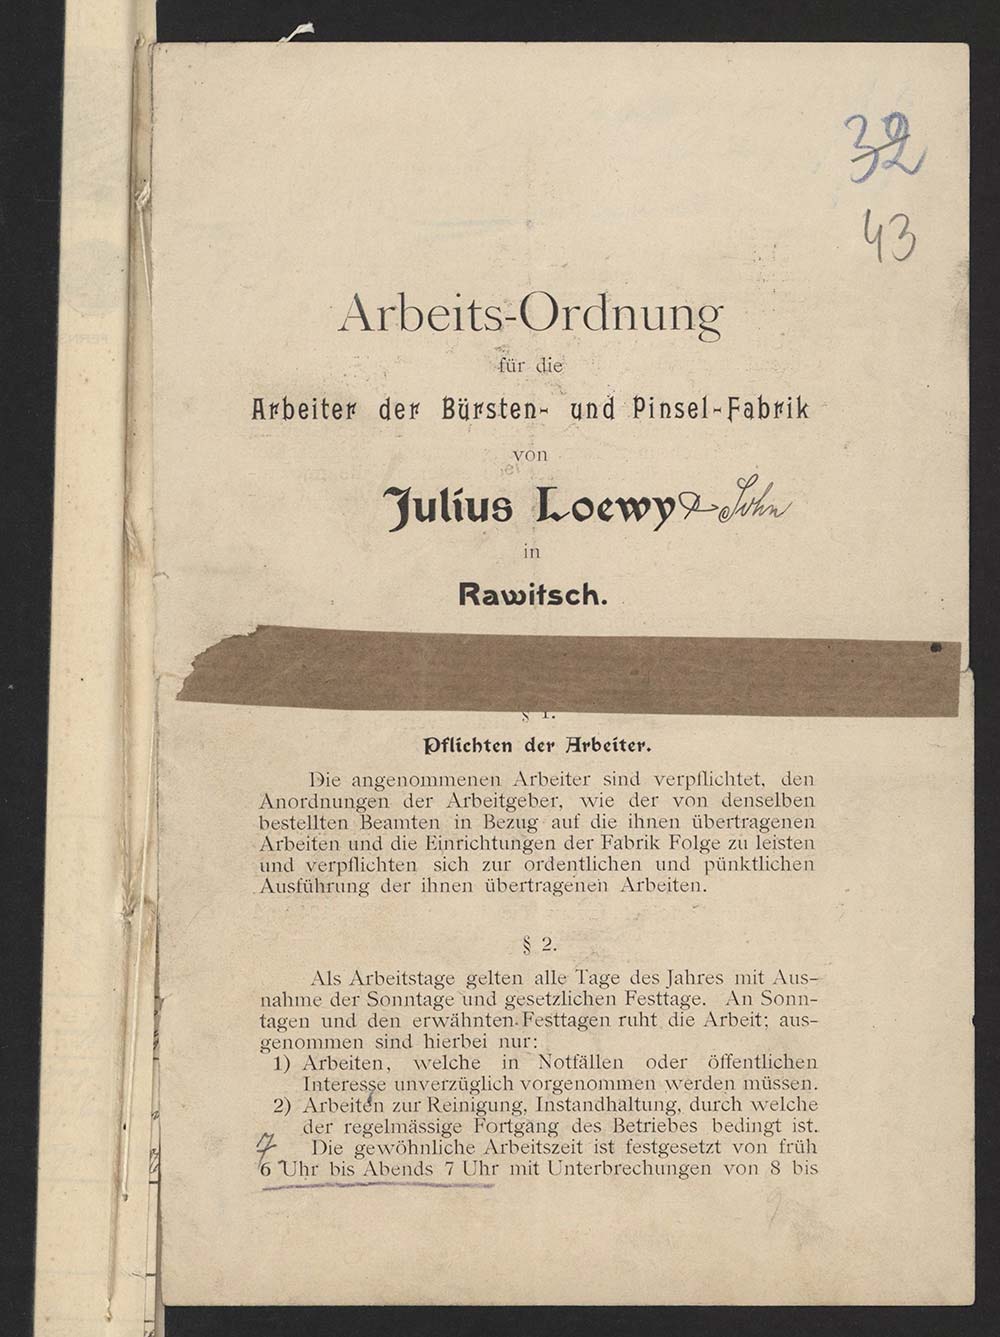 32
43
Arbeits-Ordnung
für die
Arbeiter der Bürsten- und Pinsel-Fabrik
von
Julius Loewy & Sohn
in
Rawitsch.
§ 1.
Pflichten der Arbeiter.
Die angenommenen Arbeiter sind verpflichtet, den
Anordnungen der Arbeitgeber, wie der von denselben
bestellten Beamten in Bezug auf die ihnen übertragenen
Arbeiten und die Einrichtungen der Fabrik Folge zu leisten
und verpflichten sich zur ordentlichen und pünktlichen
Ausführung der ihnen übertragenen Arbeiten.
§ 2.
Als Arbeitstage gelten alle Tage des Jahres mit Aus-
nahme der Sonntage und gesetzlichen Festtage. An Sonn-
tagen und den erwähnten Festtagen ruht die Arbeit; aus-
genommen sind hierbei nur:
1) Arbeiten, welche in Notfällen oder öffentlichen
Interesse unverzüglich vorgenommen werden müssen.
2) Arbeiten zur Reinigung, Instandhaltung, durch welche
der regelmässige Fortgang des Betriebes bedingt ist.
Die gewöhnliche Arbeitszeit ist festgesetzt von früh
7
6 Uhr bis Abends 7 Uhr mit Unterbrechungen von 8 bis